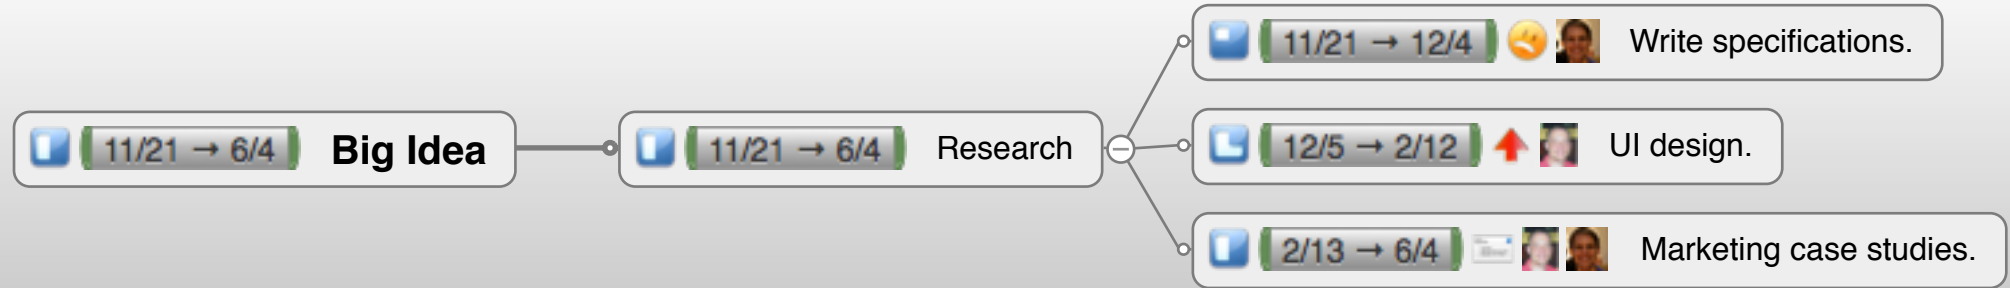 11/21 → 6/4 Big Idea
11/21 → 6/4 Research
11/21 → 12/4 Write specifications.
12/5 → 2/12 UI design.
2/13 → 6/4 Marketing case studies.